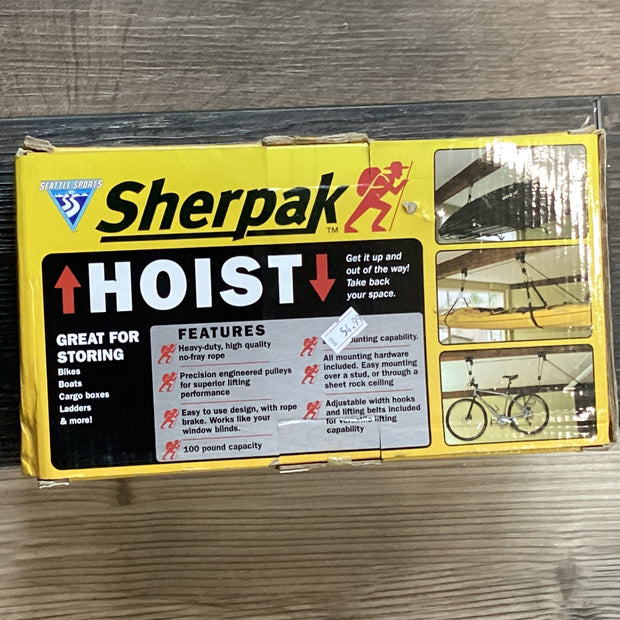 SEATTLE SPORTS
Sherpak TM
HOIST
Get it up and
out of the way!
Take back
your space.
GREAT FOR
STORING
Bikes
Boats
Cargo boxes
Ladders
& more!
FEATURES
Heavy-duty, high quality
no-fray rope
Precision engineered pulleys
for superior lifting
performance
Easy to use design, with rope
brake. Works like your
window blinds.
100 pound capacity
54.99
capability.
All mounting hardware
included. Easy mounting
over a stud, or through a
sheet rock ceiling
Adjustable width hooks
and lifting belts included
for versatile lifting
capability